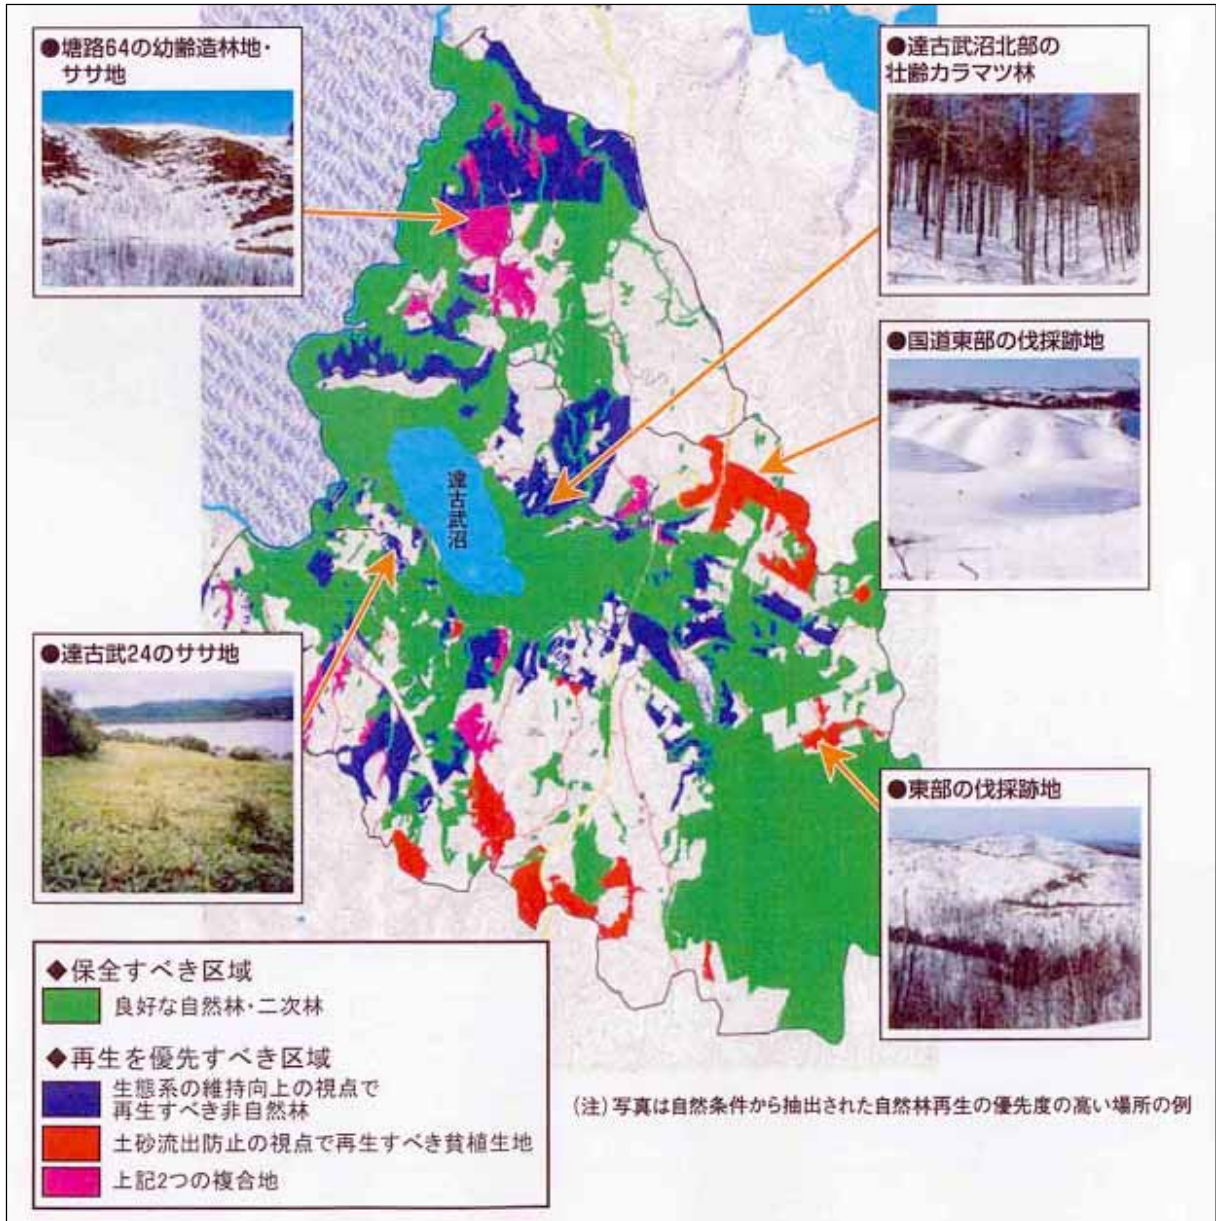 ●塘路64の幼齢造林地・
ササ地
●達古武沼北部の
壮齢カラマツ林
●国道東部の伐採跡地
達古武沼
●達古武24のササ地
●東部の伐採跡地
◆保全すべき区域
良好な自然林・二次林
◆再生を優先すべき区域
生態系の維持向上の視点で
再生すべき非自然林
土砂流出防止の視点で再生すべき貧植生地
上記2つの複合地
(注)写真は自然条件から抽出された自然林再生の優先度の高い場所の例